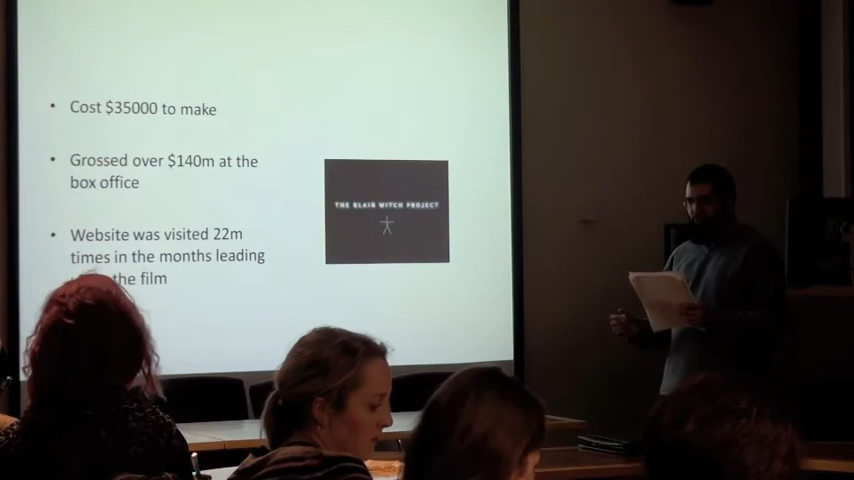 • Cost $35000 to make
• Grossed over $140m at the
box office
• Website was visited 22m
times in the months leading
the film
THE BLAIR WITCH PROJECT